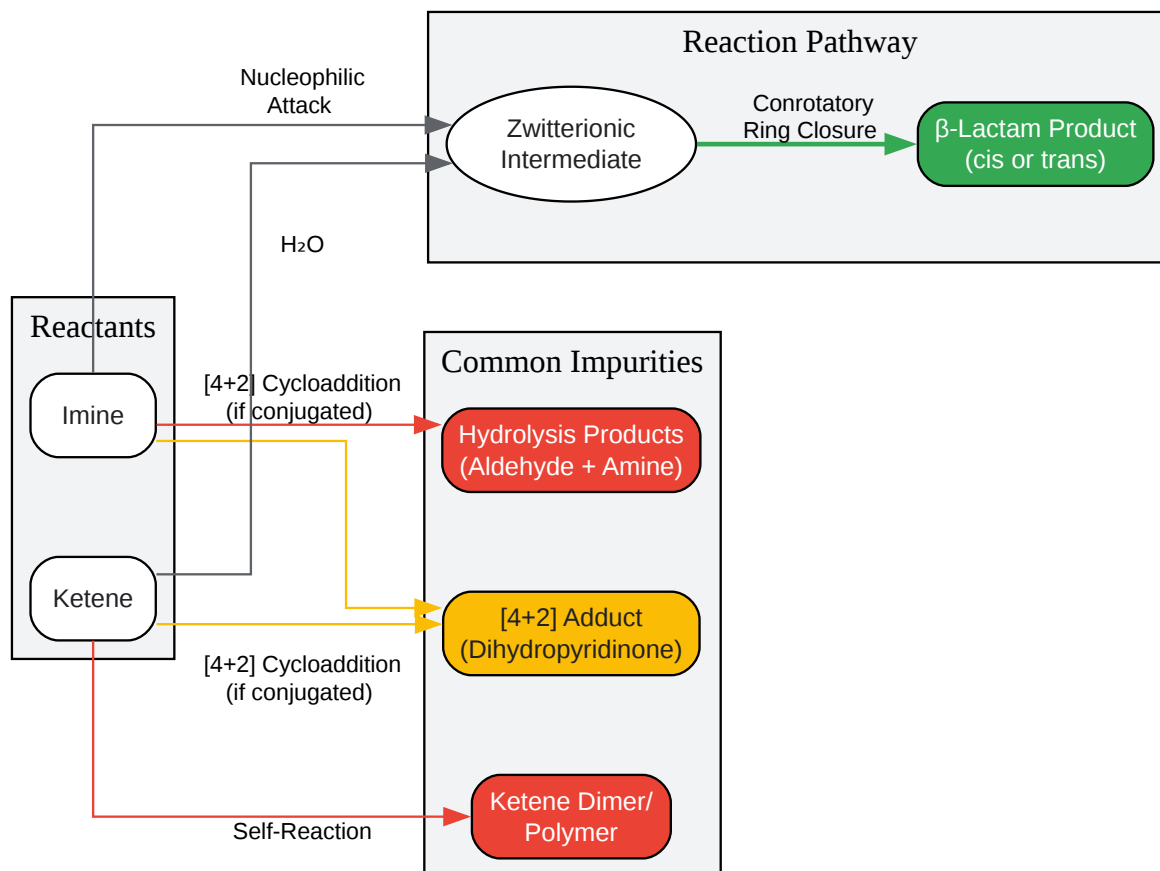 Reaction Pathway
Nucleophilic
Attack
Zwitterionic
Intermediate
Conrotatory
Ring Closure
β-Lactam Product
(cis or trans)
H₂O
Reactants
Imine
Ketene
[4+2] Cycloaddition
(if conjugated)
Common Impurities
Hydrolysis Products
(Aldehyde + Amine)
[4+2] Adduct
(Dihydropyridinone)
[4+2] Cycloaddition
(if conjugated)
Ketene Dimer/
Polymer
Self-Reaction